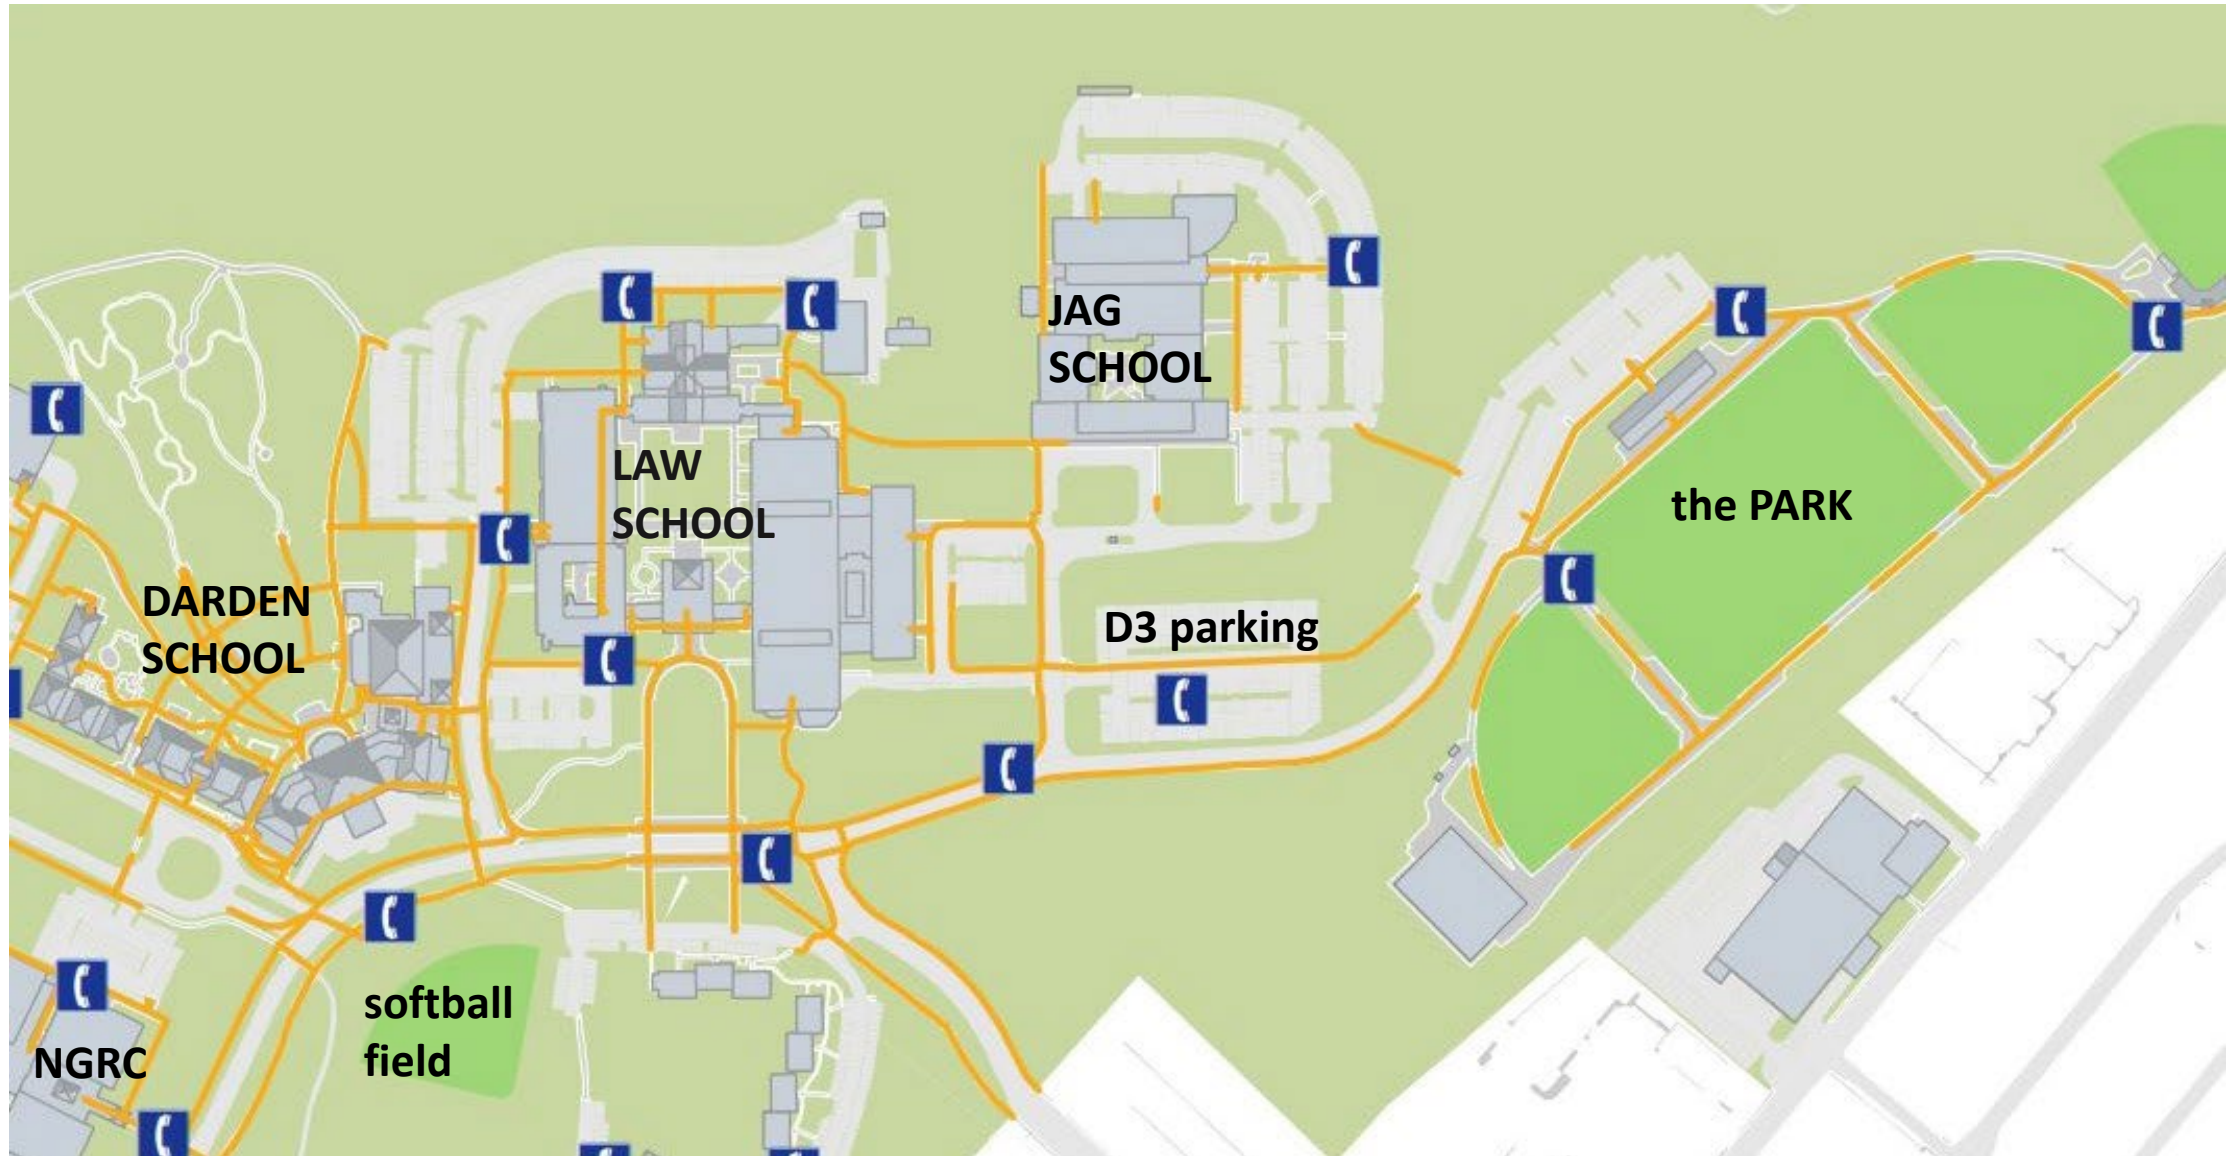 JAG
SCHOOL
LAW
SCHOOL
the PARK
DARDEN
SCHOOL
D3 parking
softball
field
NGRC